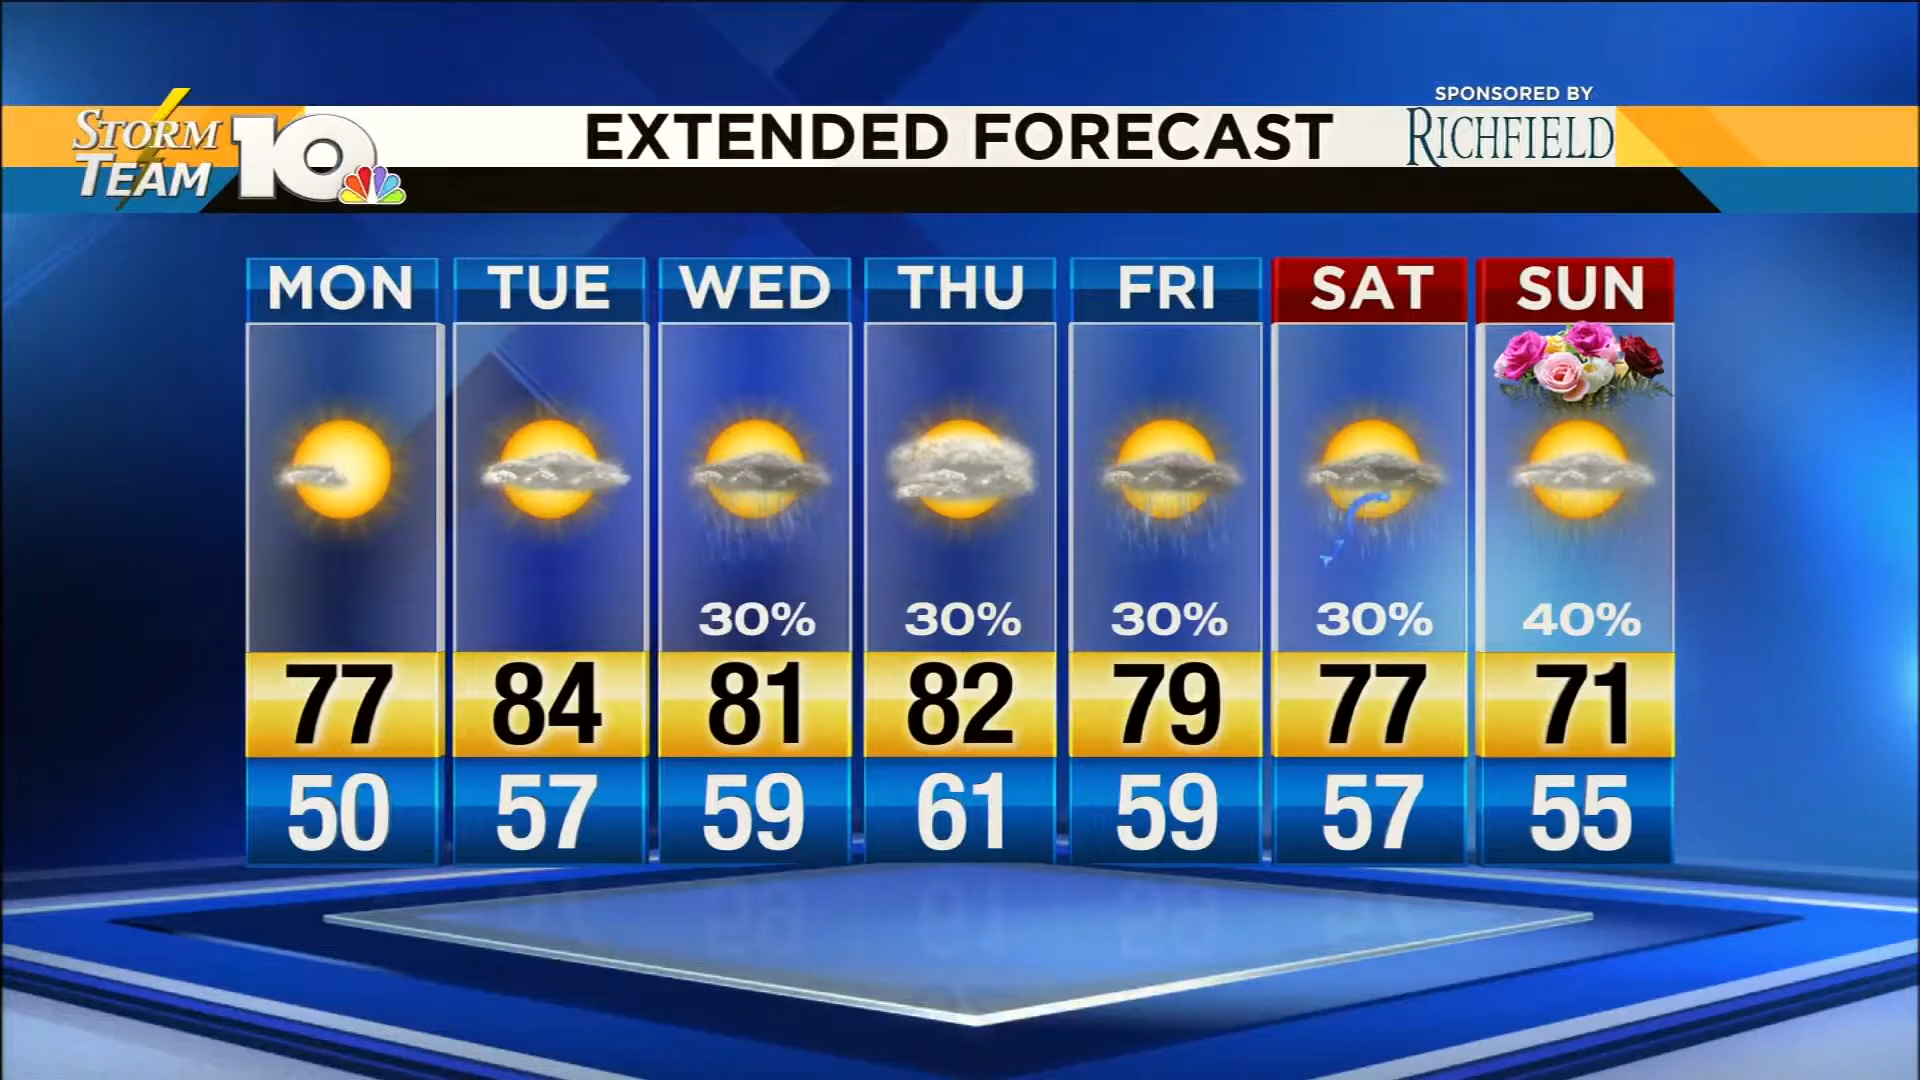 SPONSORED BY
STORM TEAM 10
EXTENDED FORECAST
RICHFIELD
MON TUE WED THU FRI SAT SUN
30% 30% 30% 30% 40%
77 84 81 82 79 77 71
50 57 59 61 59 57 55